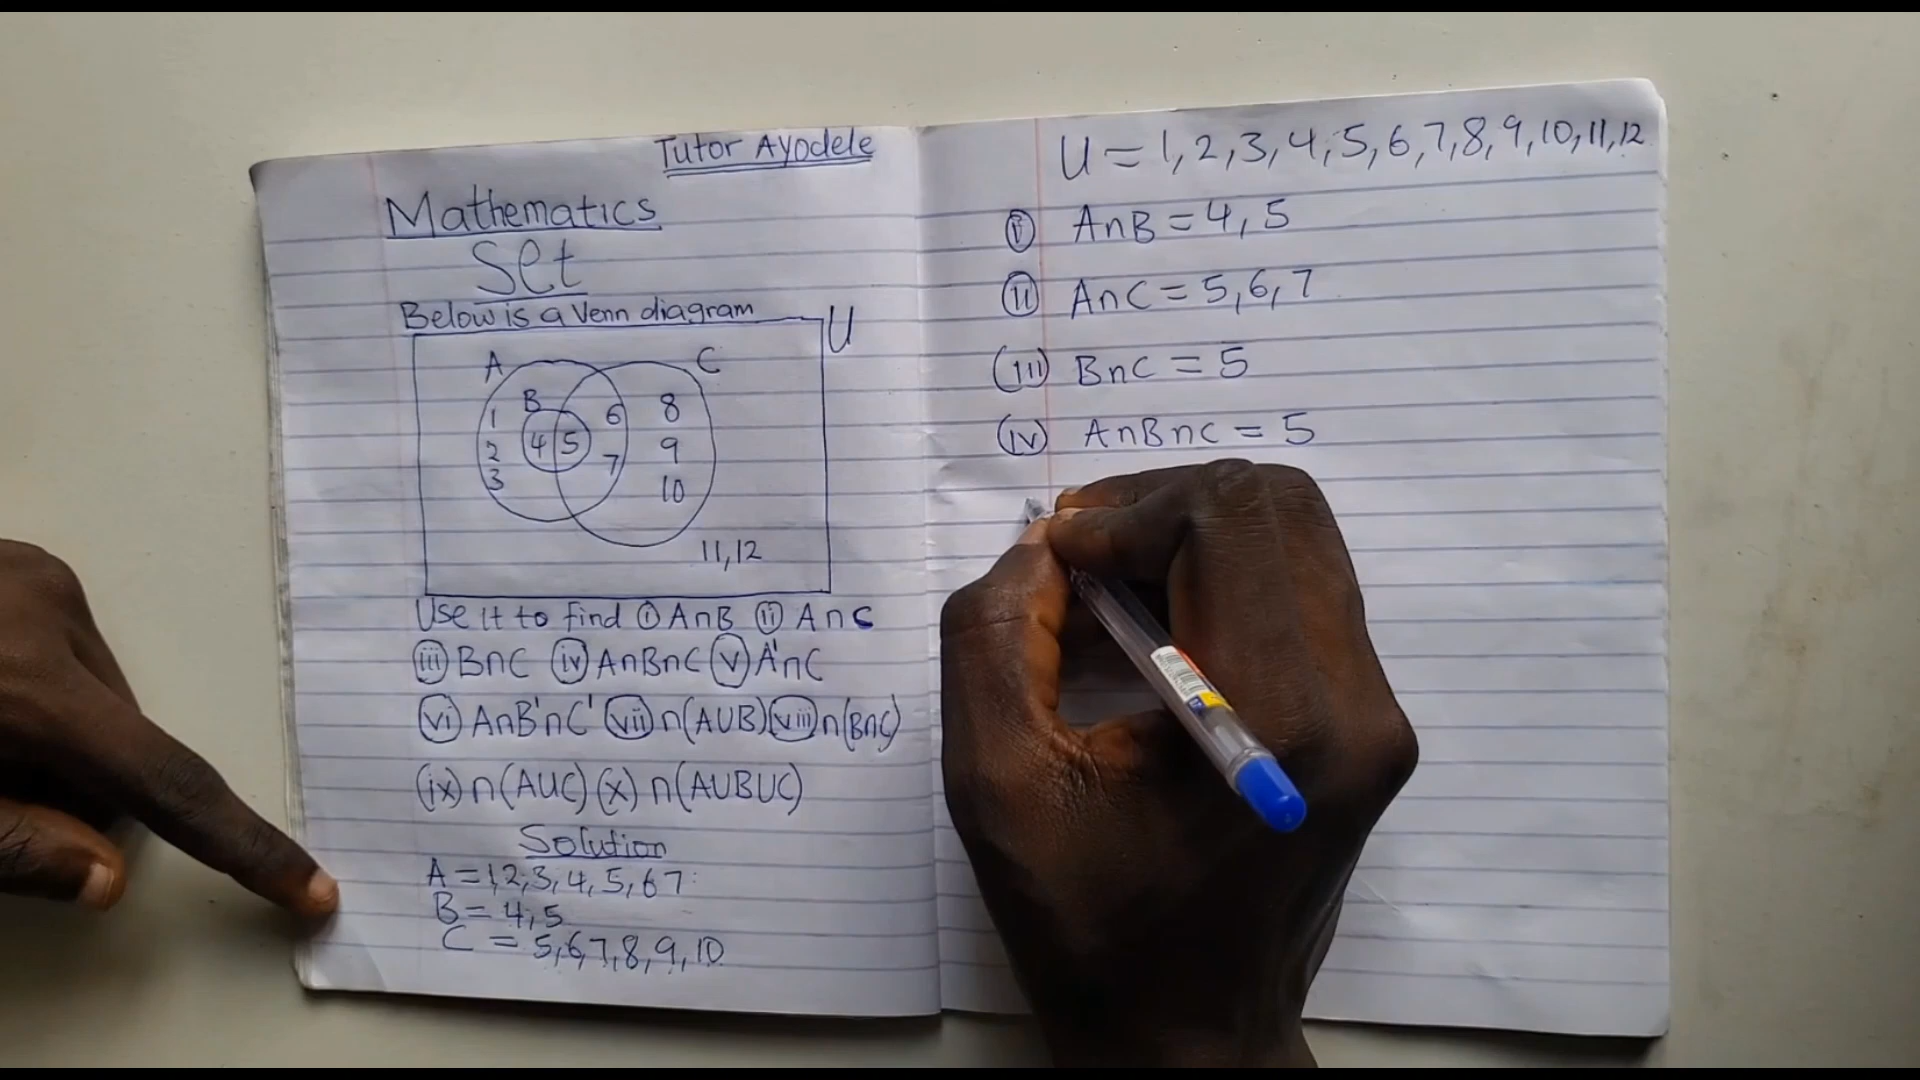 Tutor Ayodele
Mathematics
Set
Below is a Venn diagram
U
A
C
B
1
6
8
4
5
2
7
9
3
10
11,12
Use it to find (i) A∩B (ii) A∩C
(iii) B∩C (iv) A∩B∩C (v) A'∩C
(vi) A∩B'∩C' (vii) n(AUB) (viii) n(B∩C)
(ix) n(AUC) (x) n(AUBUC)
Solution
A = 1,2,3,4,5,6 7
B = 4,5
C = 5,6,7,8,9,10
U = 1,2,3,4,5,6,7,8,9,10,11,12
(i) A∩B = 4,5
(ii) A∩C = 5,6,7
(iii) B∩C = 5
(iv) A∩B∩C = 5